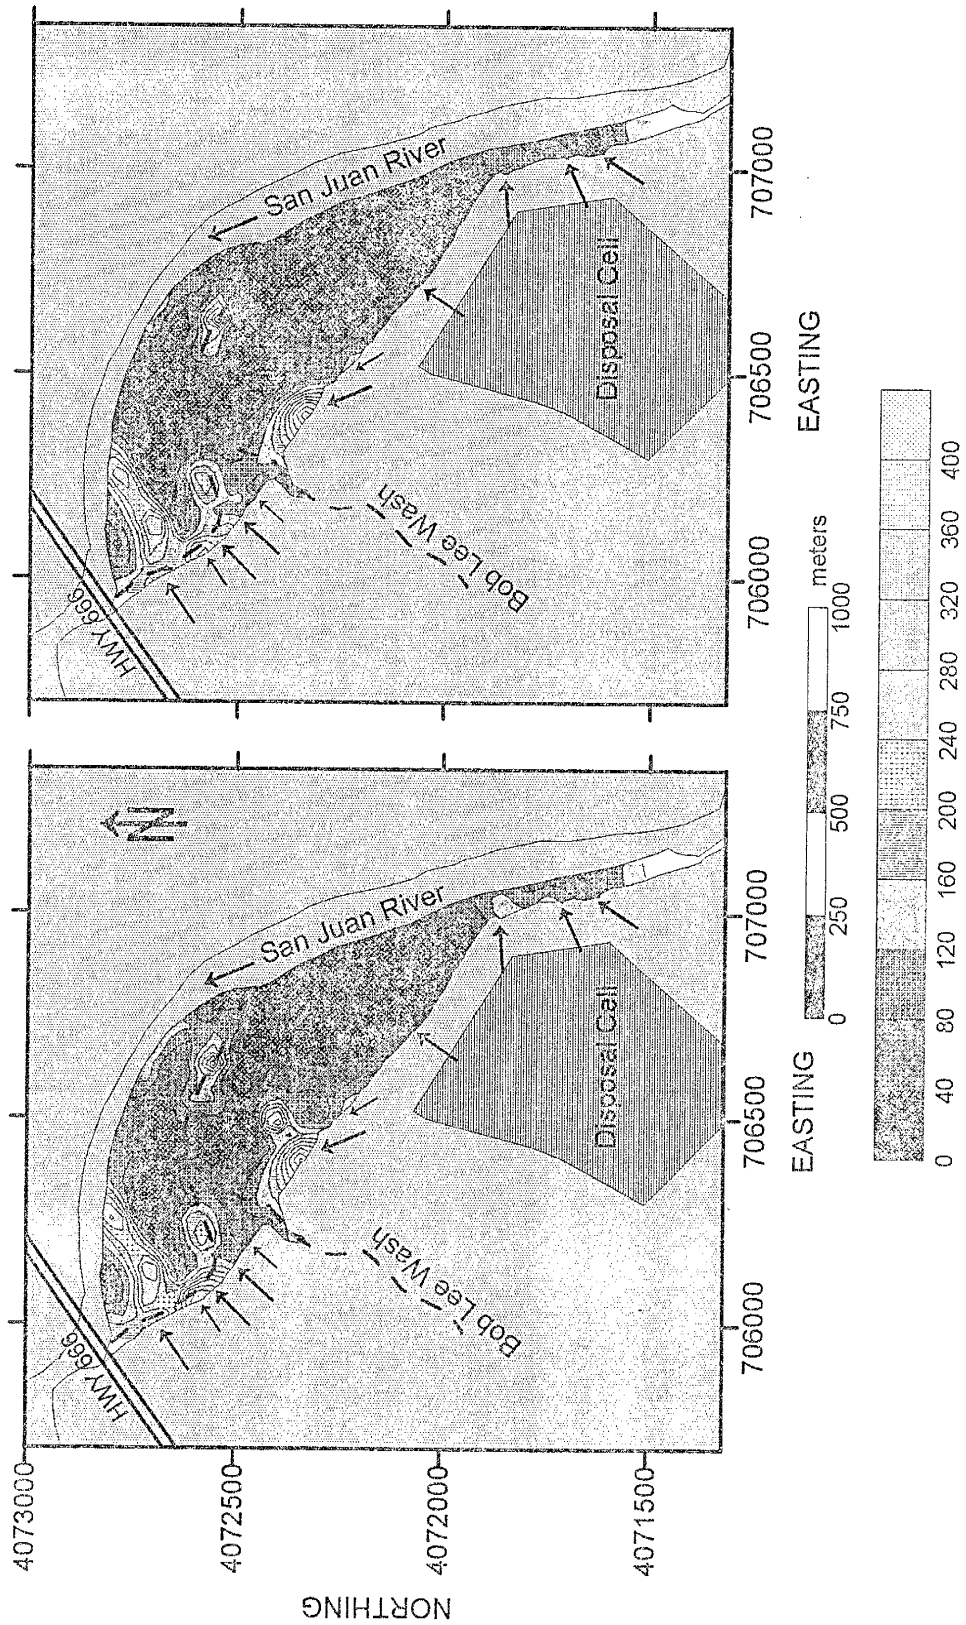 NORTHING
4073000
4072500
4072000
4071500
HWY 666
San Juan River
N
Bob Lee Wash
Disposal Cell
706000
706500
707000
EASTING
HWY 666
San Juan River
Bob Lee Wash
Disposal Cell
706000
706500
707000
EASTING
0 250 500 750 1000 meters
0 40 80 120 160 200 240 280 320 360 400